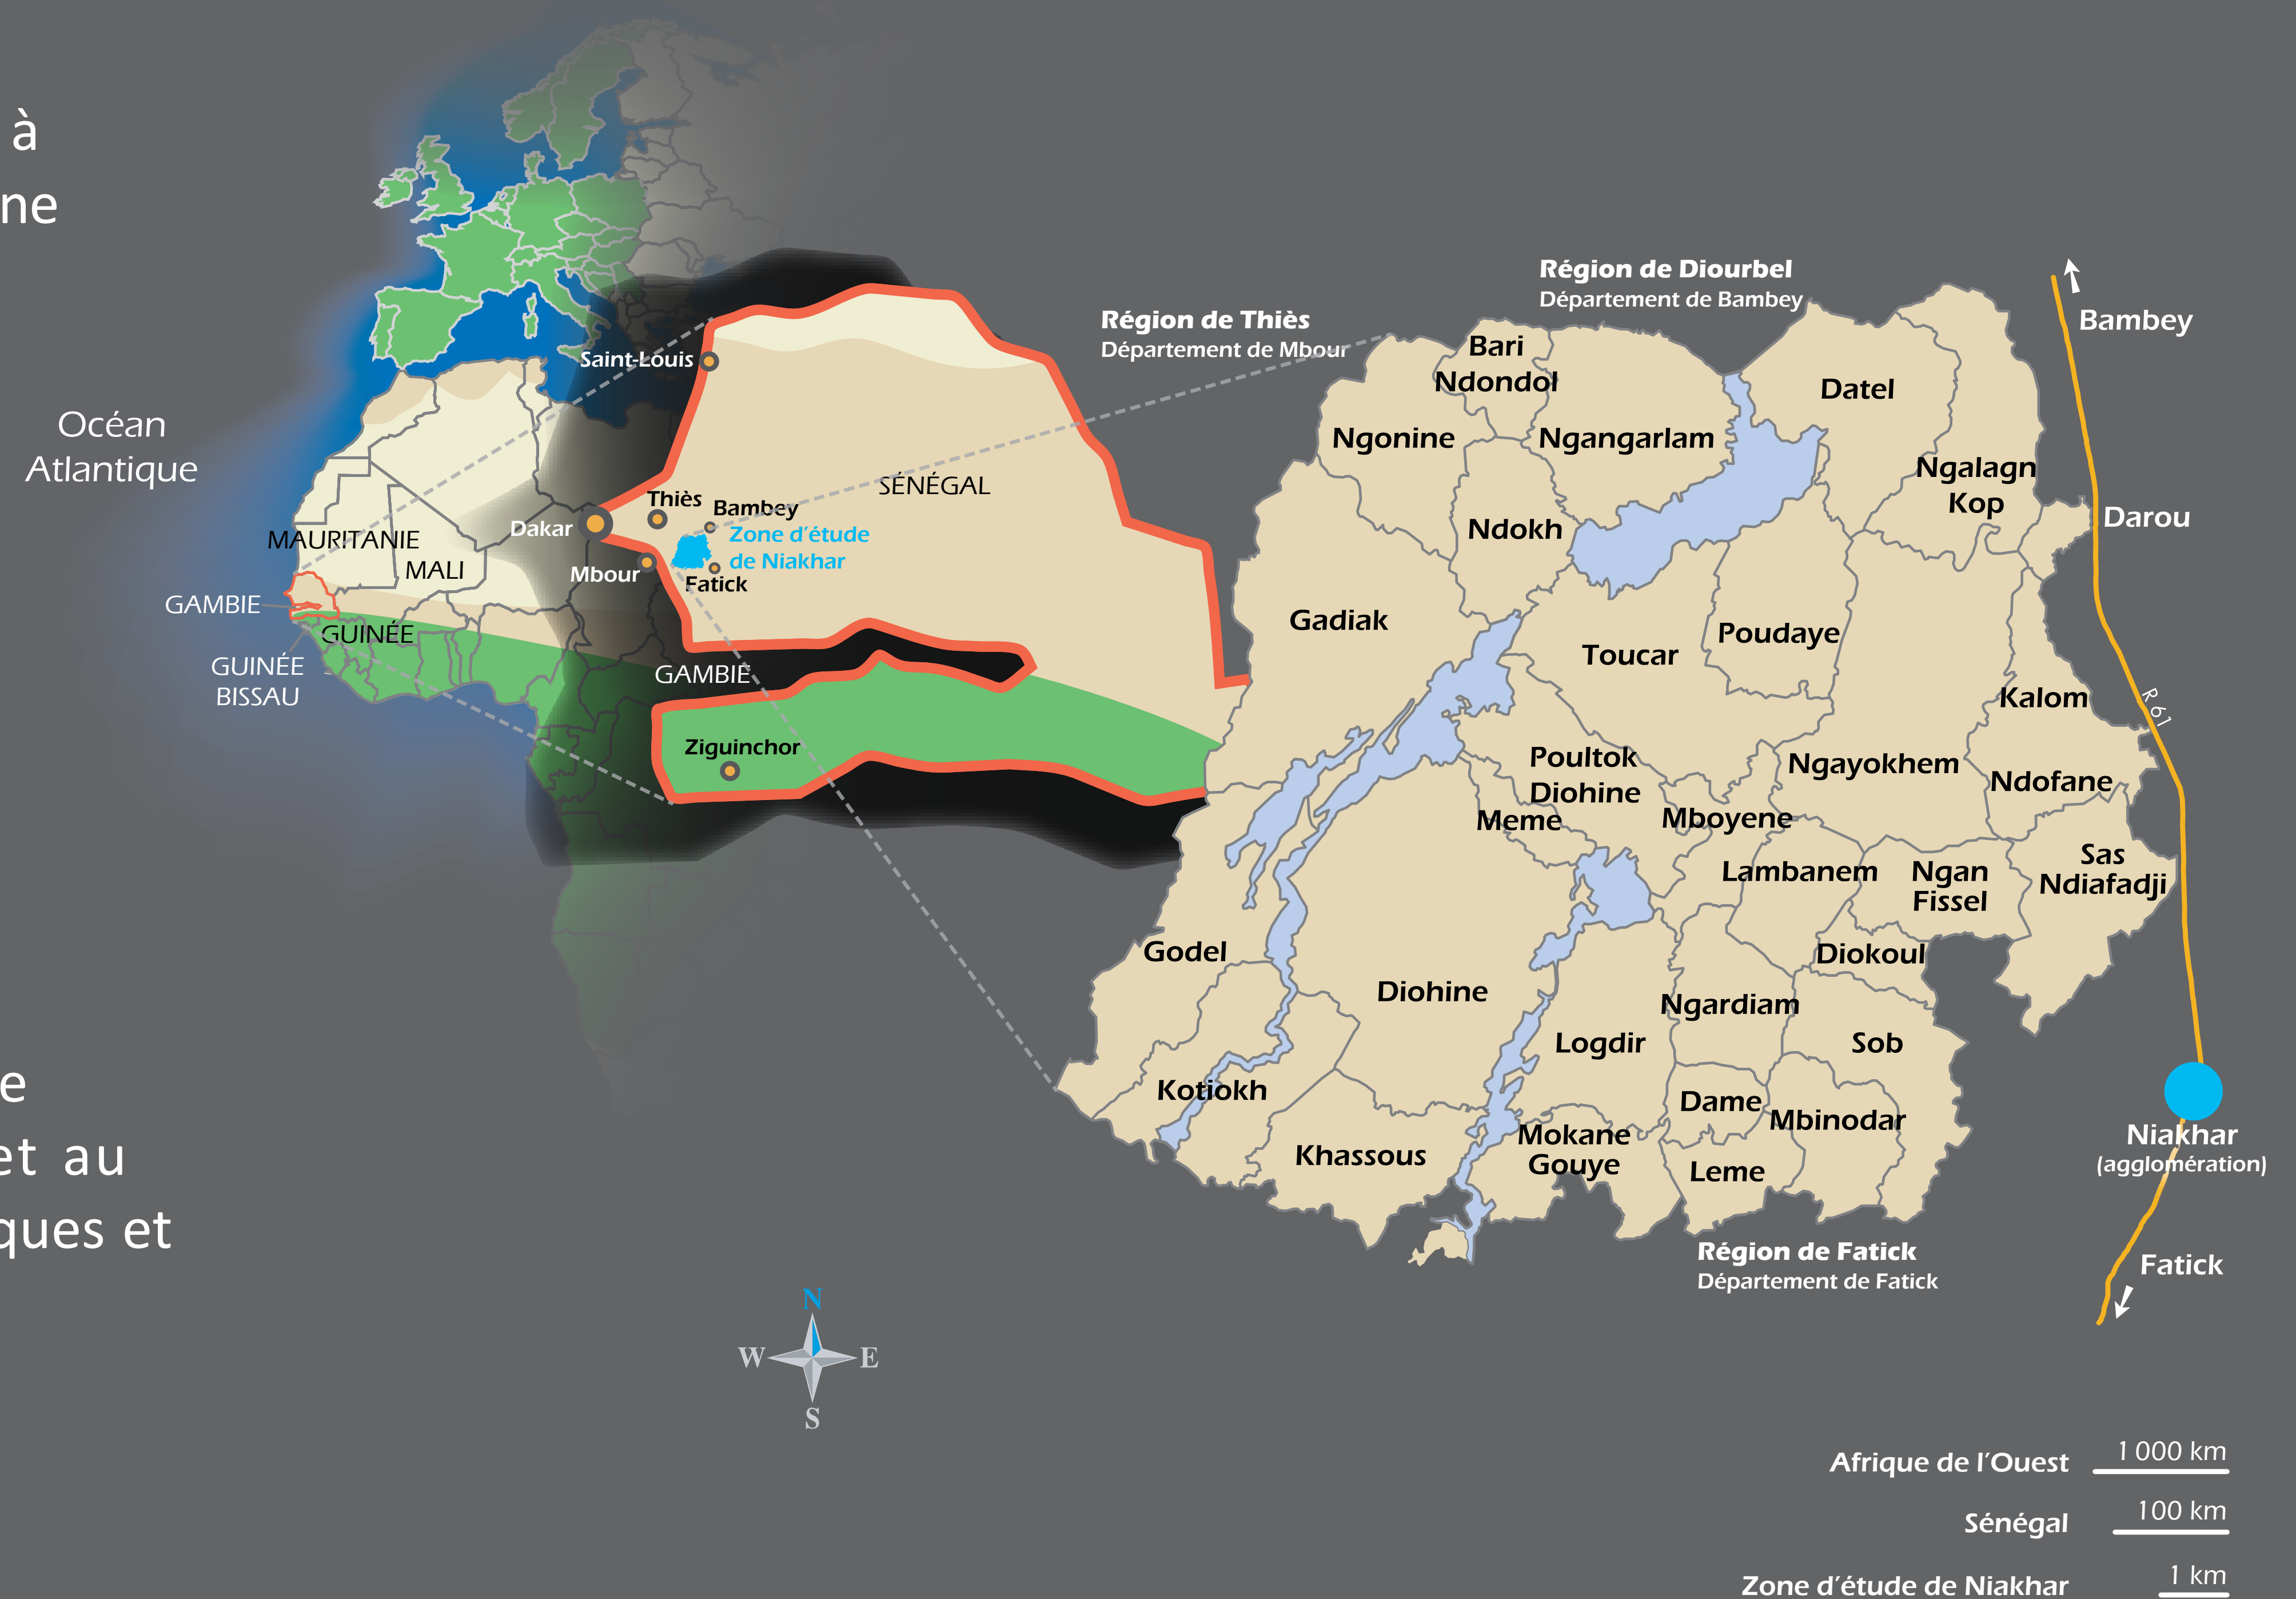 à
ne
e
et au
ques et
Océan
Atlantique
MAURITANIE
MALI
GAMBIE
GUINÉE
GUINÉE
BISSAU
S
Saint-Louis
Dakar
Thiès
Bambey
Zone d'étude
de Niakhar
Mbour
Fatick
SÉNÉGAL
GAMBIE
Ziguinchor
Région de Thiès
Département de Mbour
Région de Diourbel
Département de Bambey
Bari
Ndondol
Ngonine
Ngangarlam
Datel
Ngalagn
Kop
Ndokh
Gadiak
Toucar
Poudaye
Kalom
Poultok
Diohine
Meme
Mboyene
Ngayokhem
Ndofane
Lambanem
Ngan
Fissel
Sas
Ndiafadji
Godel
Diohine
Diokoul
Ngardiam
Logdir
Sob
Kotiokh
Dame
Mbinodar
Khassous
Mokane
Gouye
Leme
Bambey
Darou
R 61
Niakhar
(agglomération)
Fatick
Région de Fatick
Département de Fatick
N
W E
S
Afrique de l'Ouest 1 000 km
Sénégal 100 km
Zone d'étude de Niakhar 1 km